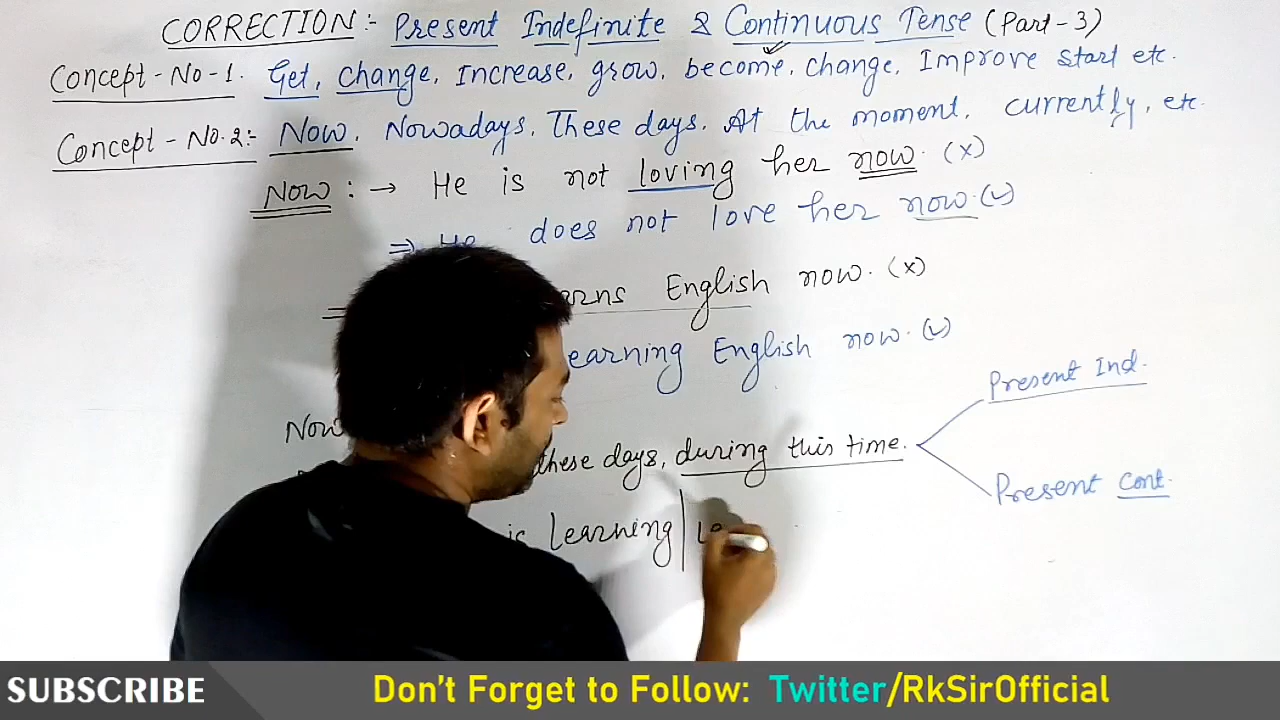 CORRECTION:- Present Indefinite & Continuous Tense (Part-3)
Concept-No-1. Get, change, Increase, grow, become, change, Improve start etc.
Concept-No.2:- Now, Nowadays, These days, At the moment, currently, etc.
Now:→ He is not loving her now. (X)
⇒ He does not love her now. (✓)
English now. (X)
English now. (✓)
Present Ind.
Now these days, during this time.
Present Cont.
is learning |
SUBSCRIBE Don't Forget to Follow: Twitter/RkSirOfficial